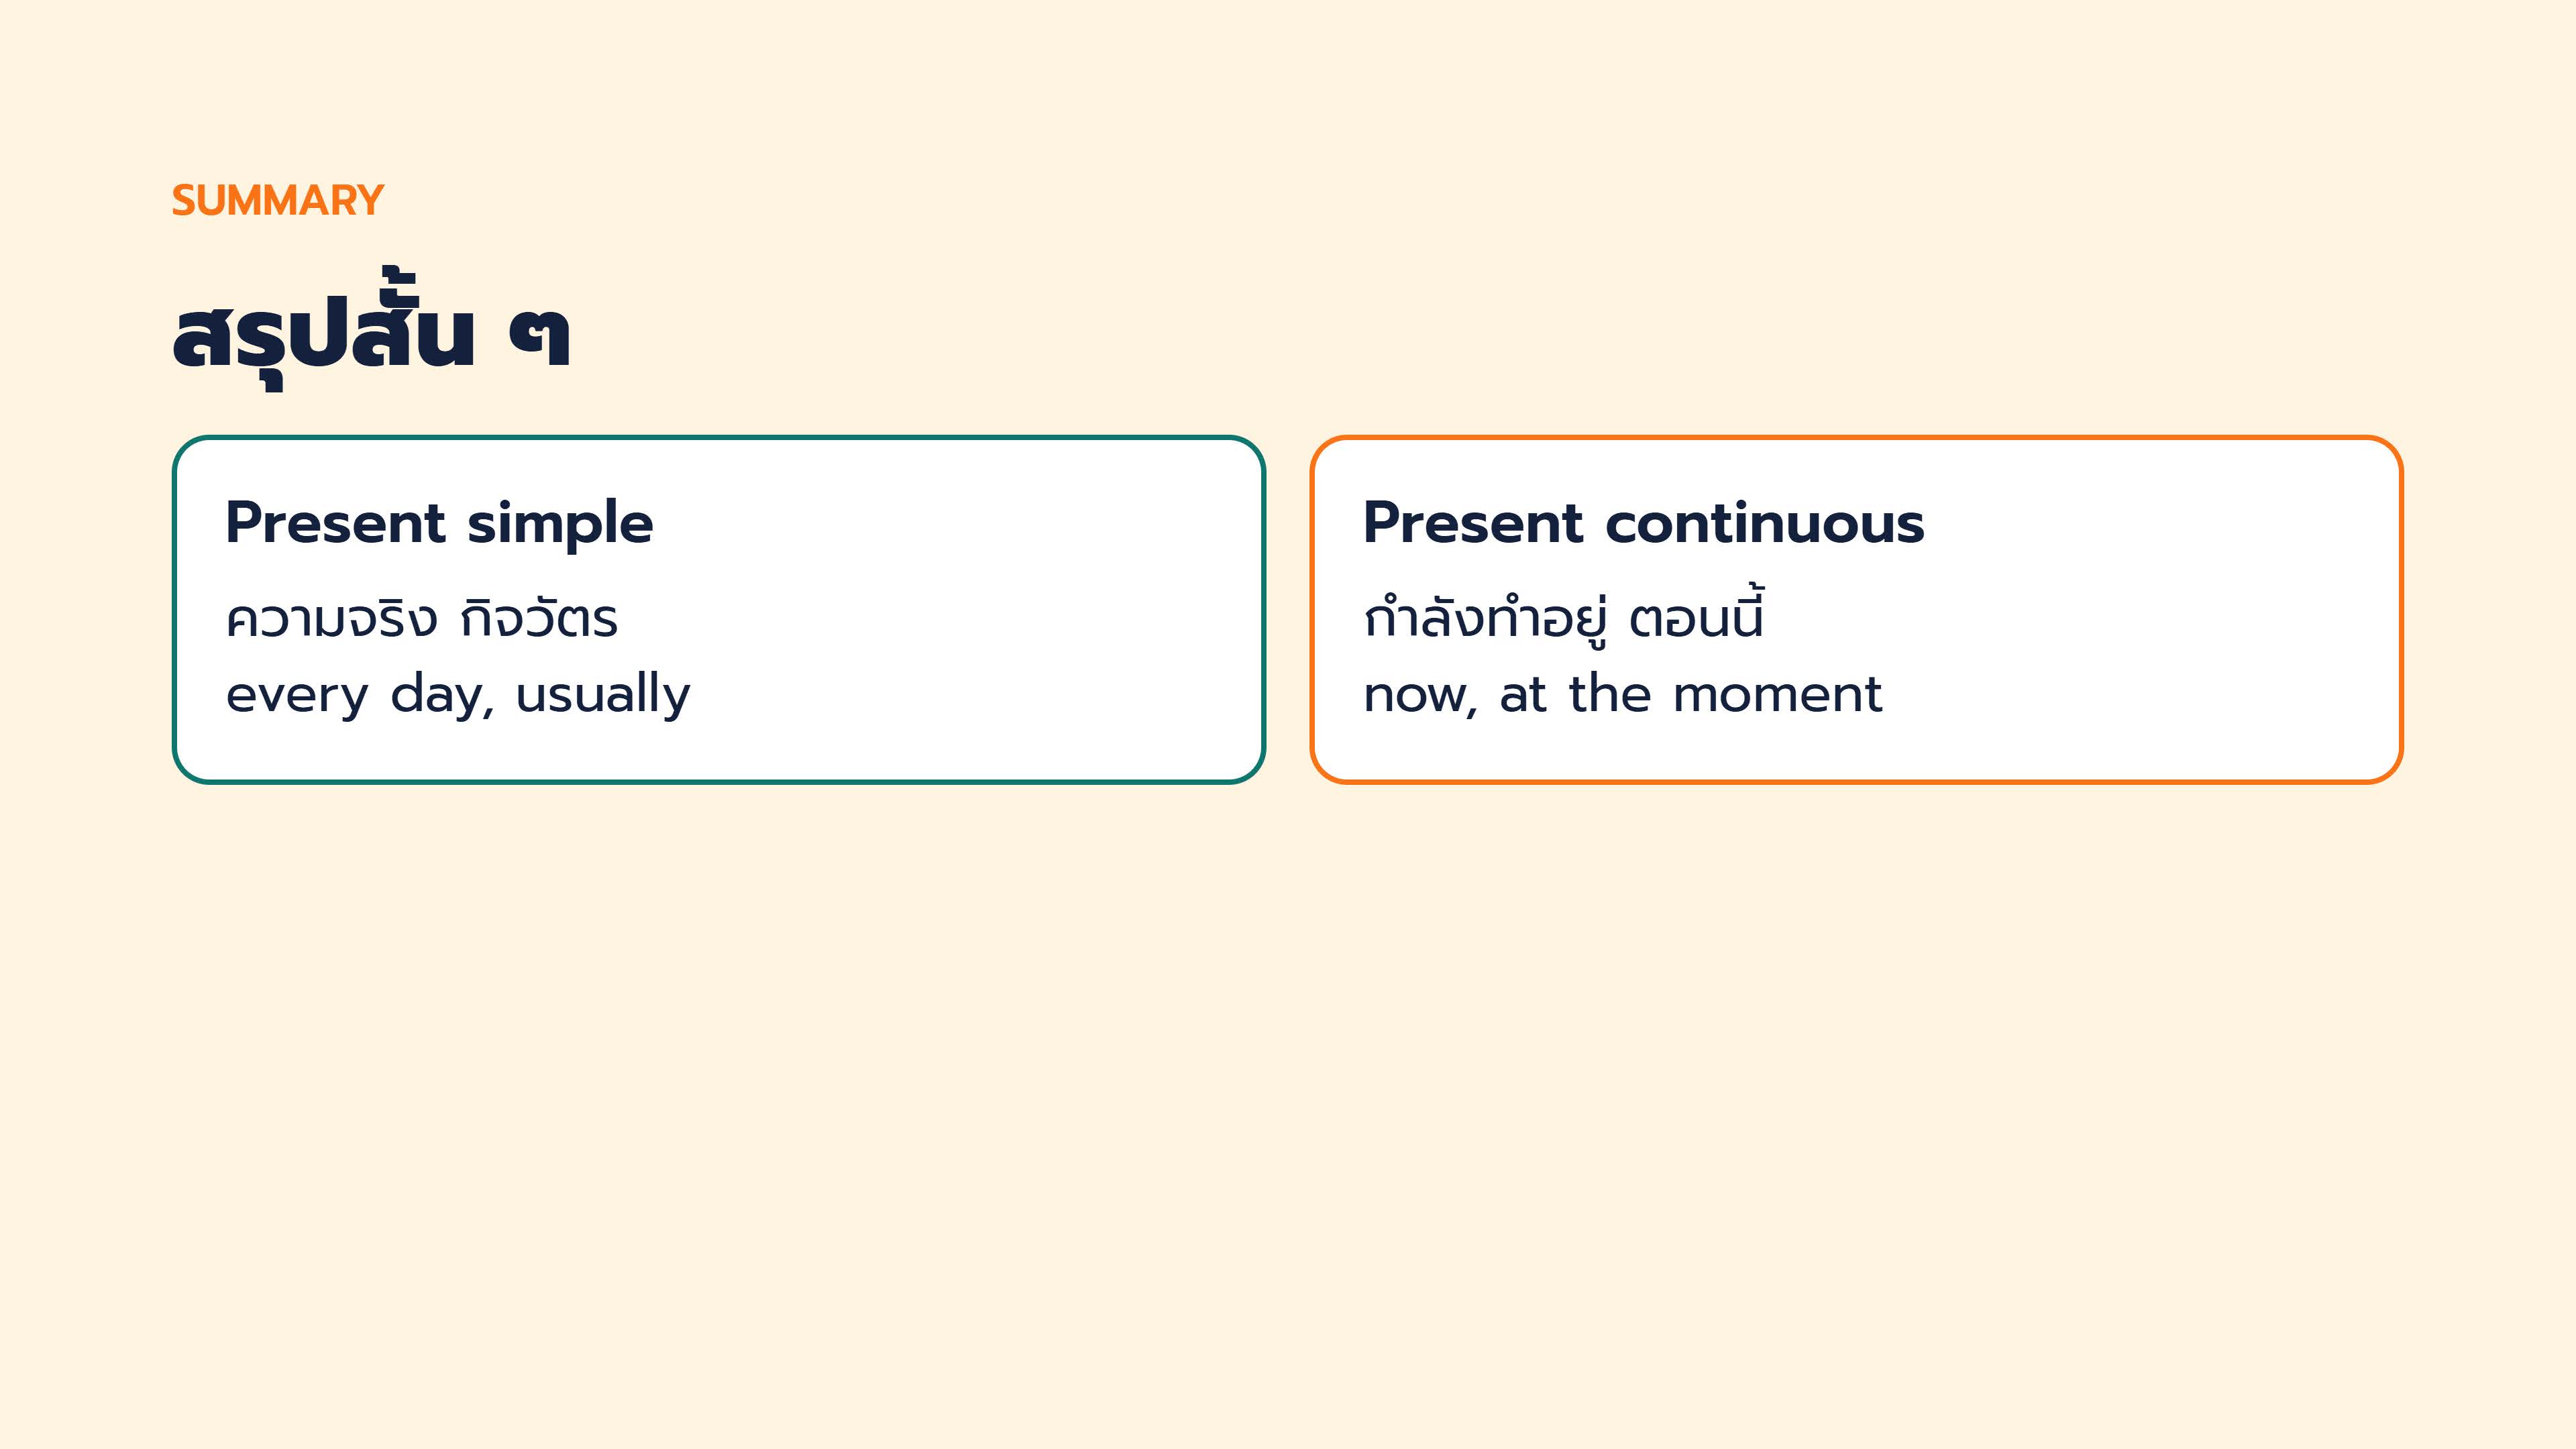 SUMMARY
สรุปสั้น ๆ
Present simple
ความจริง กิจวัตร
every day, usually
Present continuous
กำลังทำอยู่ ตอนนี้
now, at the moment